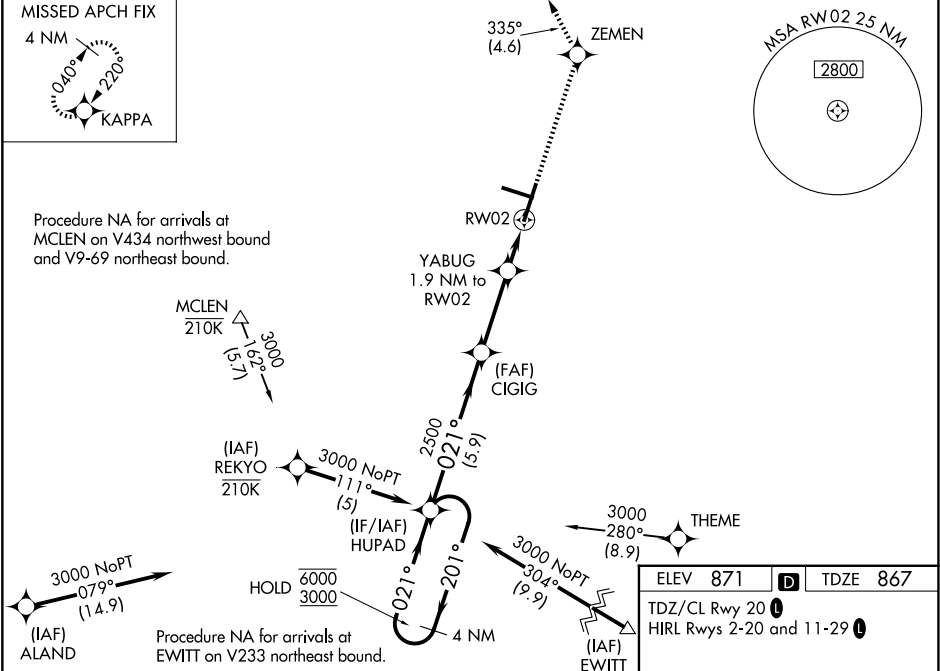 MISSED APCH FIX
4 NM
040°
220°
KAPPA
335°
(4.6)
ZEMEN
MSA RW02 25 NM
2800
Procedure NA for arrivals at
MCLEN on V434 northwest bound
and V9-69 northeast bound.
RW02
YABUG
1.9 NM to
RW02
MCLEN
210K
3000
162°
(5.7)
(FAF)
CIGIG
2500
021°
(5.9)
(IAF)
REKYO
210K
3000 NoPT
111°
(5)
(IF/IAF)
HUPAD
3000
280°
(8.9)
THEME
3000 NoPT
079°
(14.9)
(IAF)
ALAND
HOLD
6000
3000
021°
201°
4 NM
3000 NoPT
304°
(9.9)
(IAF)
EWITT
Procedure NA for arrivals at
EWITT on V233 northeast bound.
ELEV 871 D TDZE 867
TDZ/CL Rwy 20 L
HIRL Rwys 2-20 and 11-29 L